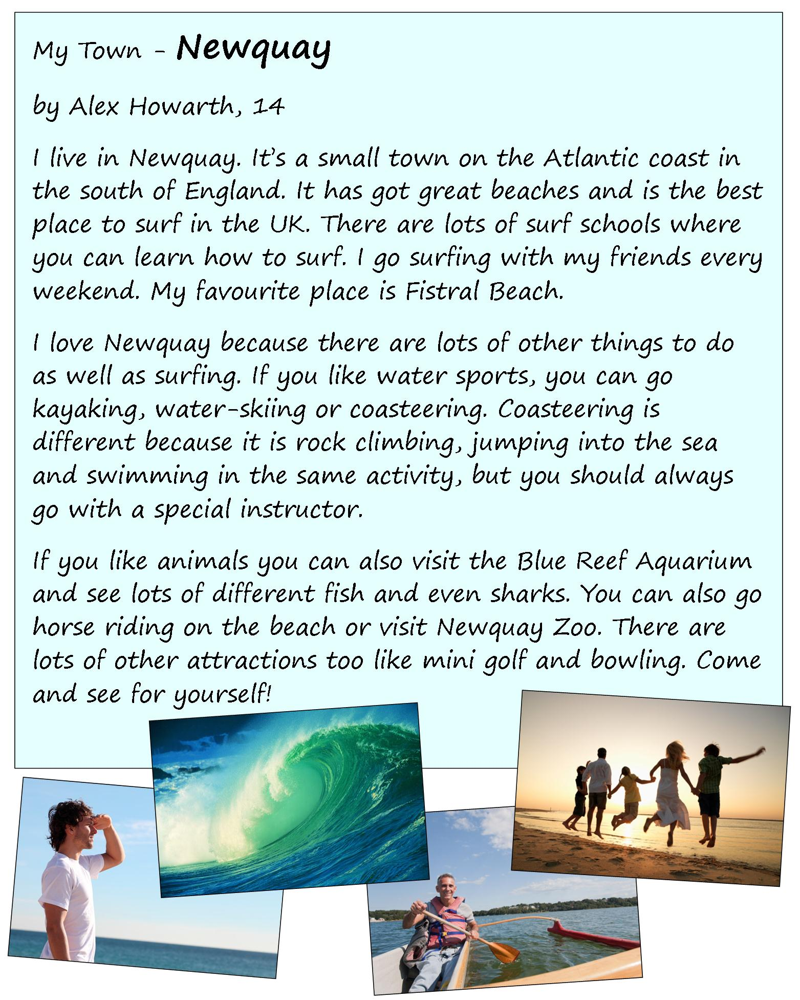 My Town - Newquay
by Alex Howarth, 14
I live in Newquay. It's a small town on the Atlantic coast in
the south of England. It has got great beaches and is the best
place to surf in the UK. There are lots of surf schools where
you can learn how to surf. I go surfing with my friends every
weekend. My favourite place is Fistral Beach.
I love Newquay because there are lots of other things to do
as well as surfing. If you like water sports, you can go
kayaking, water-skiing or coasteering. Coasteering is
different because it is rock climbing, jumping into the sea
and swimming in the same activity, but you should always
go with a special instructor.
If you like animals you can also visit the Blue Reef Aquarium
and see lots of different fish and even sharks. You can also go
horse riding on the beach or visit Newquay Zoo. There are
lots of other attractions too like mini golf and bowling. Come
and see for yourself!